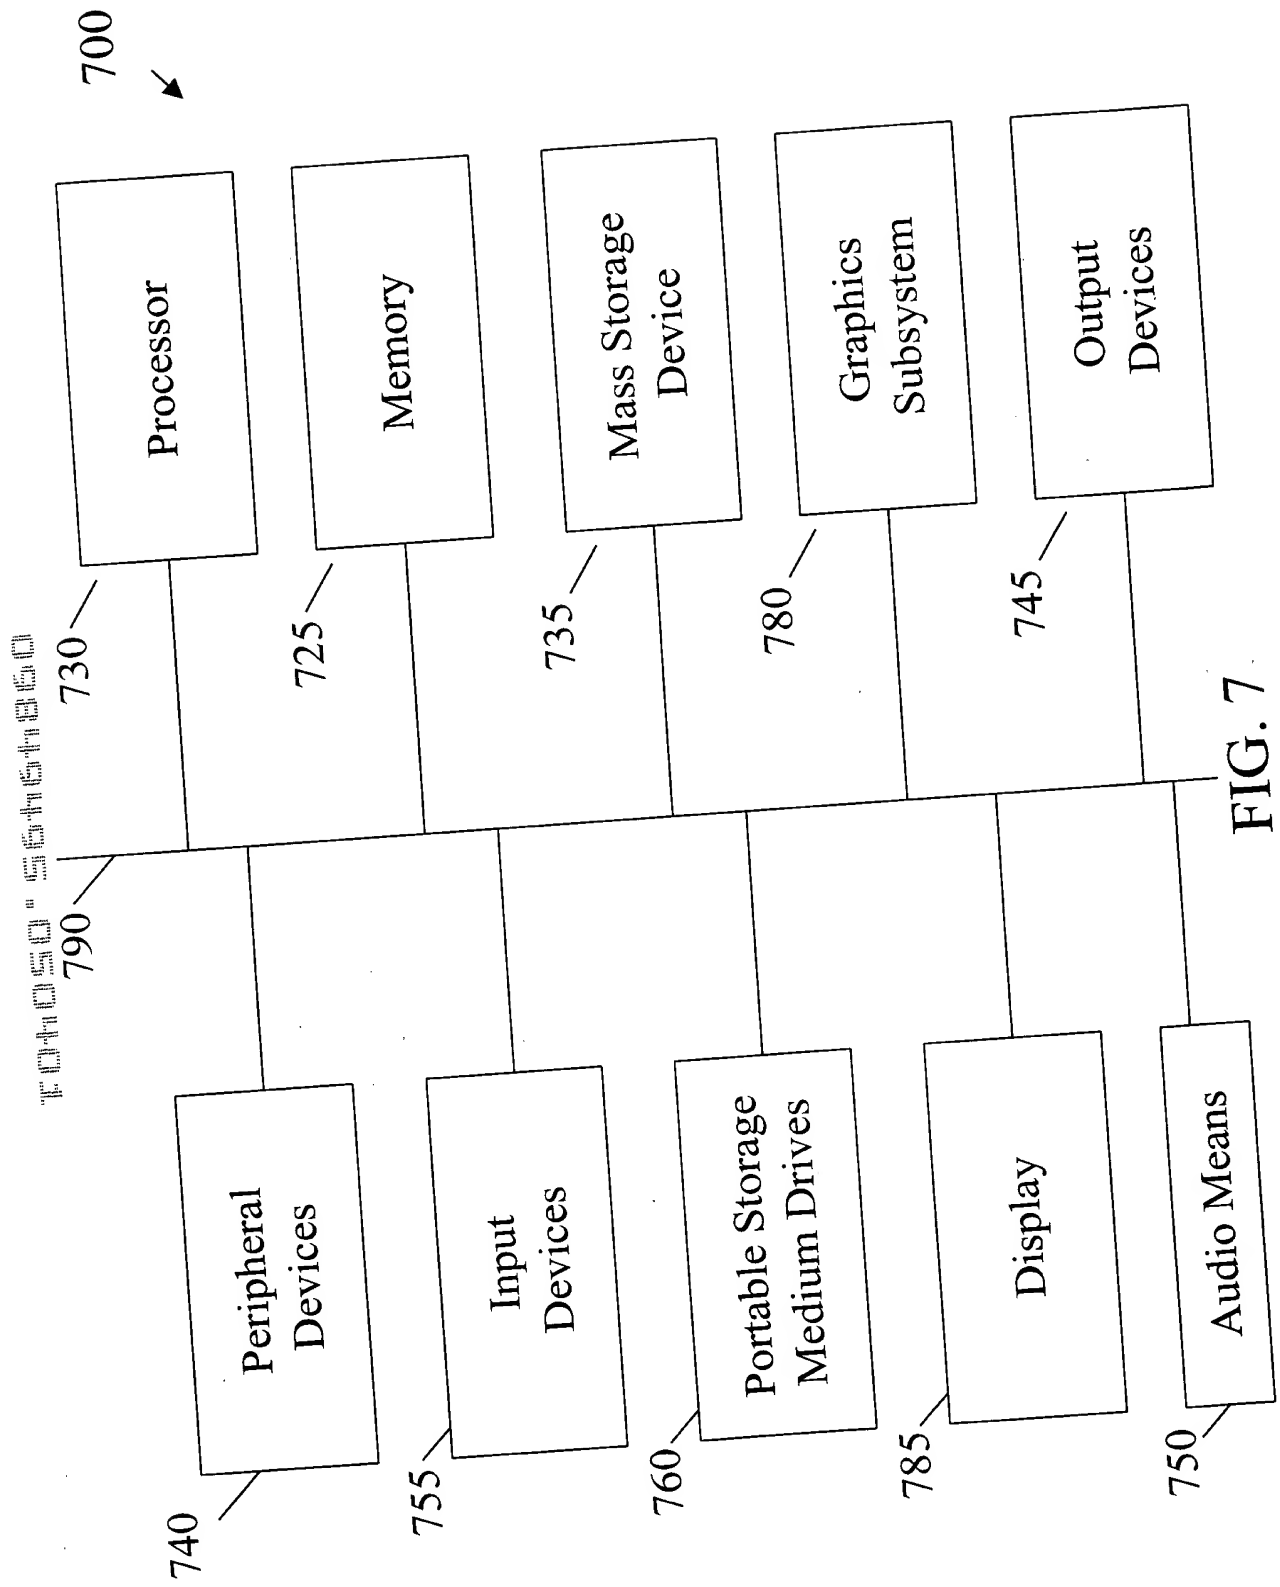 790
730
700
Processor
740
Peripheral
Devices
725
Memory
755
Input
Devices
735
Mass Storage
Device
760
Portable Storage
Medium Drives
780
Graphics
Subsystem
785
Display
745
Output
Devices
750
Audio Means
FIG. 7